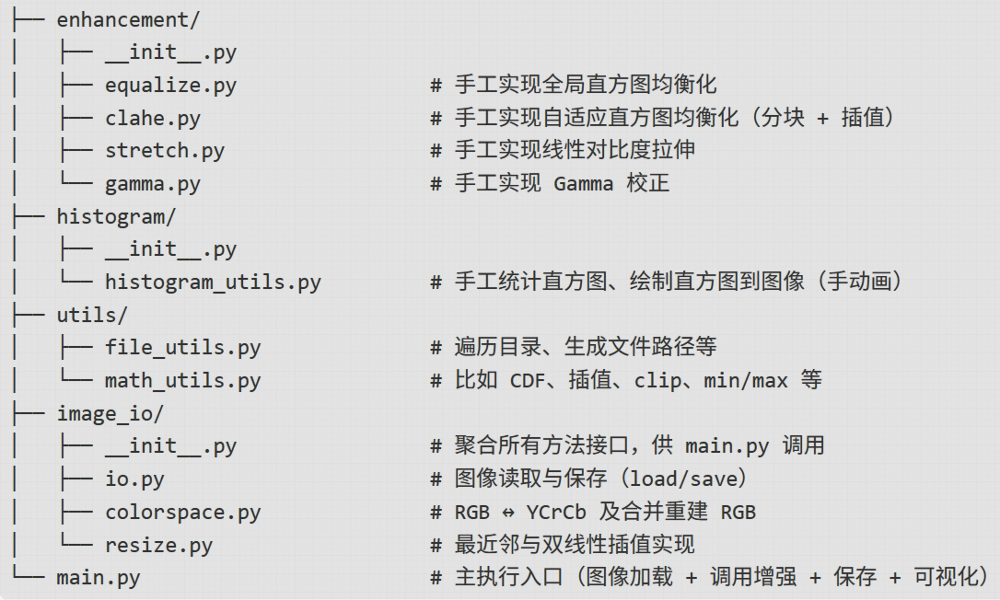 ├── enhancement/
│   ├── __init__.py
│   ├── equalize.py                # 手工实现全局直方图均衡化
│   ├── clahe.py                   # 手工实现自适应直方图均衡化（分块 + 插值）
│   ├── stretch.py                 # 手工实现线性对比度拉伸
│   └── gamma.py                   # 手工实现 Gamma 校正
├── histogram/
│   ├── __init__.py
│   └── histogram_utils.py         # 手工统计直方图、绘制直方图到图像（手动画）
├── utils/
│   ├── file_utils.py              # 遍历目录、生成文件路径等
│   └── math_utils.py              # 比如 CDF、插值、clip、min/max 等
├── image_io/
│   ├── __init__.py                # 聚合所有方法接口，供 main.py 调用
│   ├── io.py                      # 图像读取与保存（load/save）
│   ├── colorspace.py              # RGB ↔ YCrCb 及合并重建 RGB
│   └── resize.py                  # 最近邻与双线性插值实现
└── main.py                        # 主执行入口（图像加载 + 调用增强 + 保存 + 可视化）